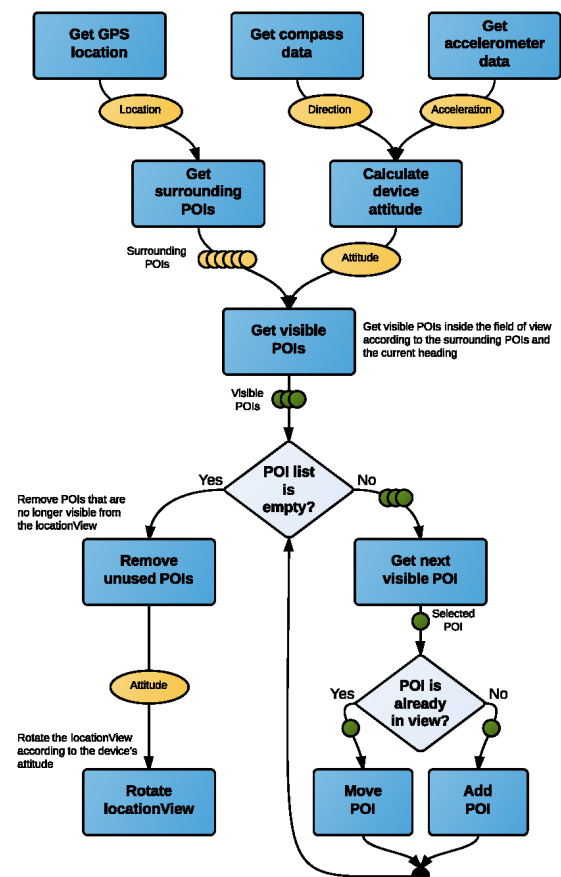 Get GPS
location
Get compass
data
Get
accelerometer
data
Location
Direction
Acceleration
Get
surrounding
POIs
Calculate
device
attitude
Surrounding
POIs
Attitude
Get visible
POIs
Get visible POIs inside the field of view
according to the surrounding POIs and
the current heading
Visible
POIs
Yes
POI list
is
empty?
No
Remove POIs that are
no longer visible from
the locationView
Remove
unused POIs
Get next
visible POI
Selected
POI
Attitude
Yes
POI is
already
in view?
No
Rotate the locationView
according to the device's
attitude
Rotate
locationView
Move
POI
Add
POI